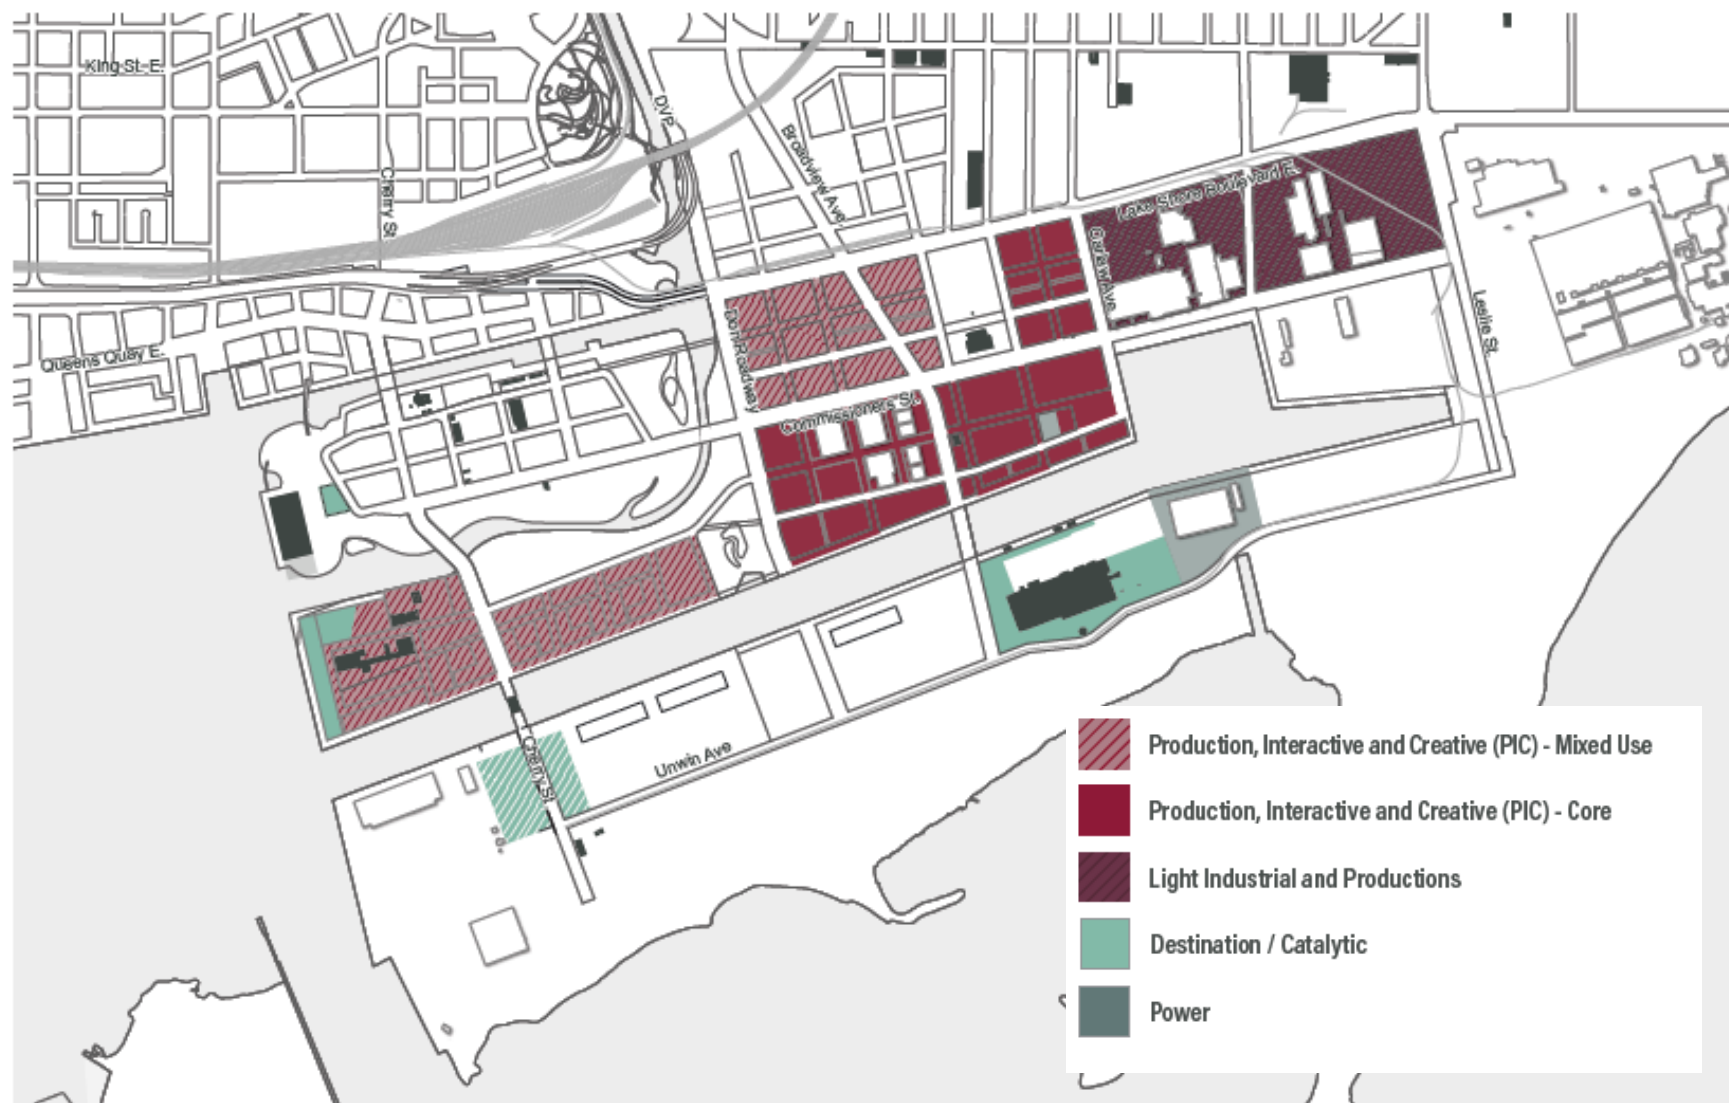 King St. E.
DVP
Broadview Ave
Cherry St.
Lake Shore Boulevard E.
Carlaw Ave.
Leslie St.
Queens Quay E.
Don Roadway
Commissioners St.
Cherry St.
Unwin Ave
Production, Interactive and Creative (PIC) - Mixed Use
Production, Interactive and Creative (PIC) - Core
Light Industrial and Productions
Destination / Catalytic
Power